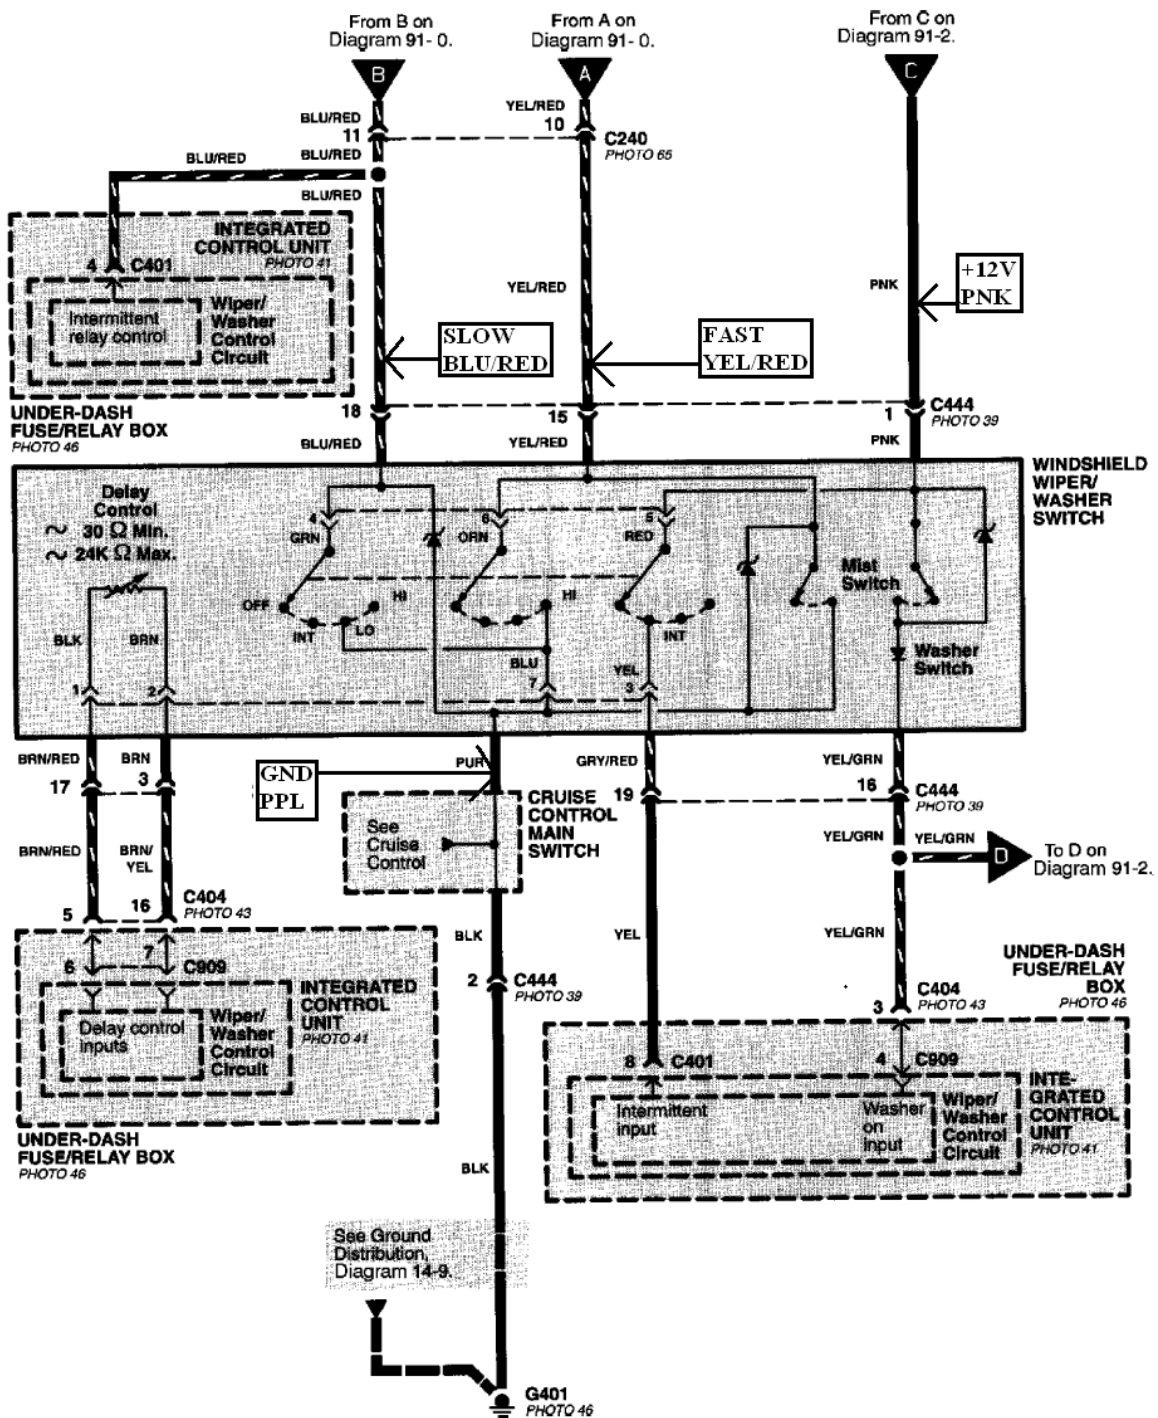 From B on
Diagram 91- 0.
From A on
Diagram 91- 0.
From C on
Diagram 91-2.
B
A
C
BLU/RED
11
BLU/RED
YEL/RED
10
C240
PHOTO 65
BLU/RED
BLU/RED
INTEGRATED
CONTROL UNIT
PHOTO 41
4
C401
Intermittent
relay control
Wiper/
Washer
Control
Circuit
YEL/RED
PNK
+12V
PNK
SLOW
BLU/RED
FAST
YEL/RED
UNDER-DASH
FUSE/RELAY BOX
PHOTO 46
18
15
1
C444
PHOTO 39
BLU/RED
YEL/RED
PNK
WINDSHIELD
WIPER/
WASHER
SWITCH
Delay
Control
~ 30 Ω Min.
~ 24K Ω Max.
4
GRN
6
ORN
5
RED
Mist
Switch
OFF
INT
LO
HI
HI
INT
BLK
BRN
BLU
7
YEL
3
Washer
Switch
1
2
BRN/RED
BRN
17
3
GND
PPL
PUR
GRY/RED
YEL/GRN
19
16
C444
PHOTO 39
CRUISE
CONTROL
MAIN
SWITCH
See
Cruise
Control
BRN/RED
BRN/
YEL
YEL/GRN
YEL/GRN
D
To D on
Diagram 91-2.
5
16
C404
PHOTO 43
BLK
YEL
YEL/GRN
UNDER-DASH
FUSE/RELAY
BOX
PHOTO 46
6
7
C909
2
C444
PHOTO 39
3
C404
PHOTO 43
INTEGRATED
CONTROL
UNIT
PHOTO 41
Delay control
inputs
Wiper/
Washer
Control
Circuit
8
C401
4
C909
Intermittent
input
Washer
on
input
Wiper/
Washer
Control
Circuit
INTE-
GRATED
CONTROL
UNIT
PHOTO 41
UNDER-DASH
FUSE/RELAY BOX
PHOTO 46
BLK
See Ground
Distribution,
Diagram 14-9.
G401
PHOTO 46